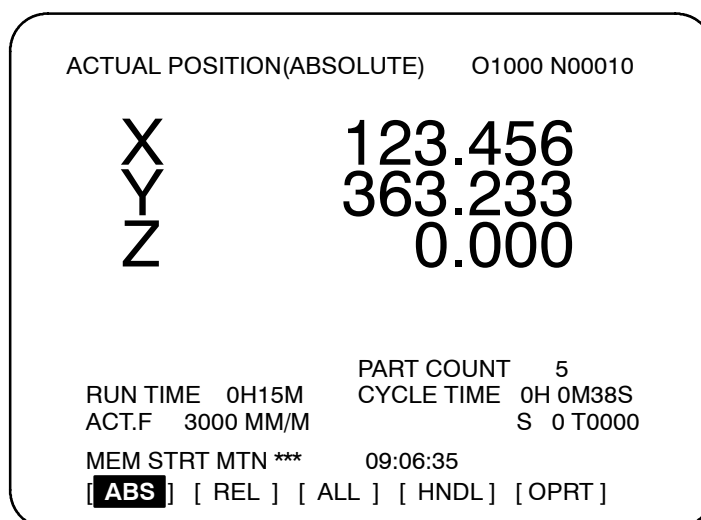 ACTUAL POSITION(ABSOLUTE) O1000 N00010
X 123.456
Y 363.233
Z 0.000
PART COUNT 5
RUN TIME 0H15M CYCLE TIME 0H 0M38S
ACT.F 3000 MM/M S 0 T0000
MEM STRT MTN *** 09:06:35
[ ABS ] [ REL ] [ ALL ] [ HNDL ] [ OPRT ]